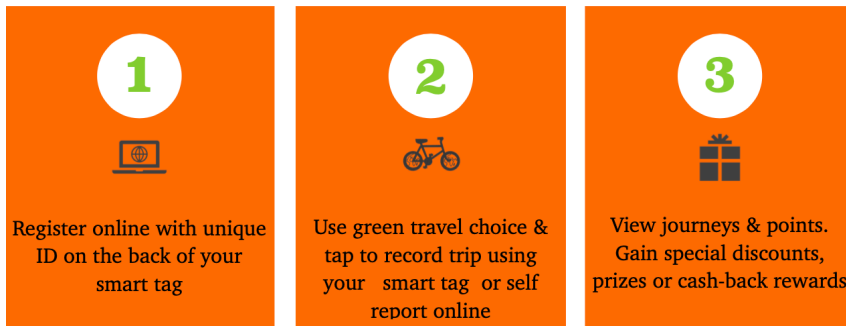 1
Register online with unique
ID on the back of your
smart tag
2
Use green travel choice &
tap to record trip using
your smart tag or self
report online
3
View journeys & points.
Gain special discounts,
prizes or cash-back rewards